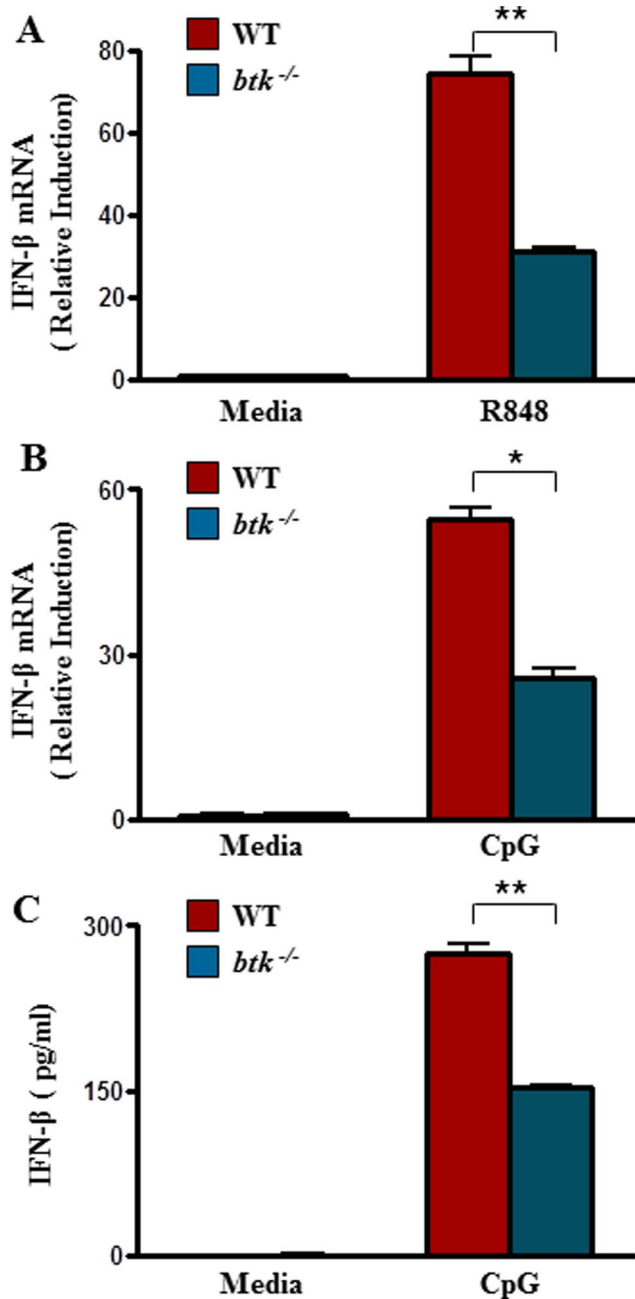 A
WT
btk -/-
**
IFN-β mRNA
( Relative Induction)
80
60
40
20
0
Media
R848
B
WT
btk -/-
*
IFN-β mRNA
( Relative Induction)
60
30
0
Media
CpG
C
WT
btk -/-
**
IFN-β ( pg/ml)
300
150
0
Media
CpG